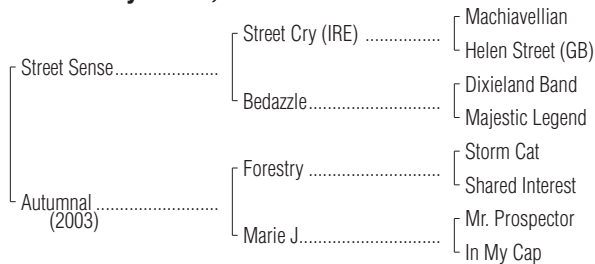 Machiavellian
Street Cry (IRE) ..................
Helen Street (GB)
Street Sense.........................
Dixieland Band
Bedazzle................................
Majestic Legend
Storm Cat
Forestry ................................
Shared Interest
Autumnal ..............................
(2003)
Mr. Prospector
Marie J..................................
In My Cap